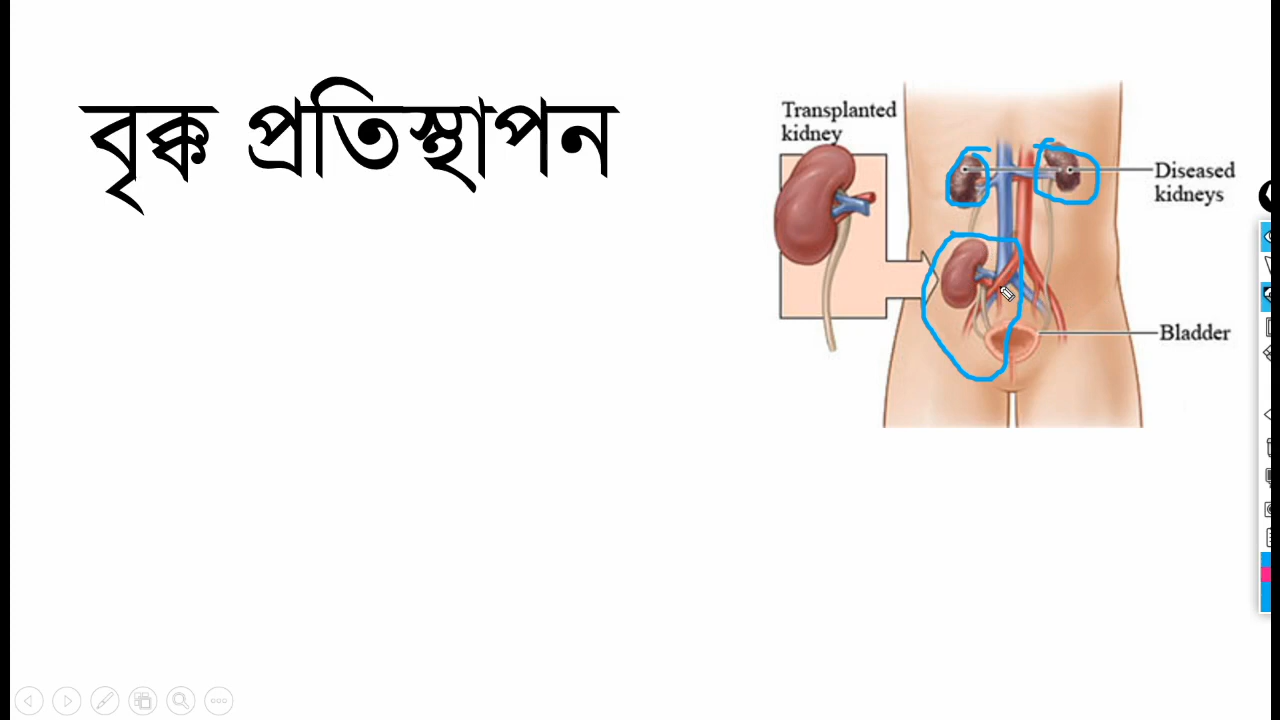 বৃক্ক প্রতিস্থাপন
Transplanted
kidney
Diseased
kidneys
Bladder